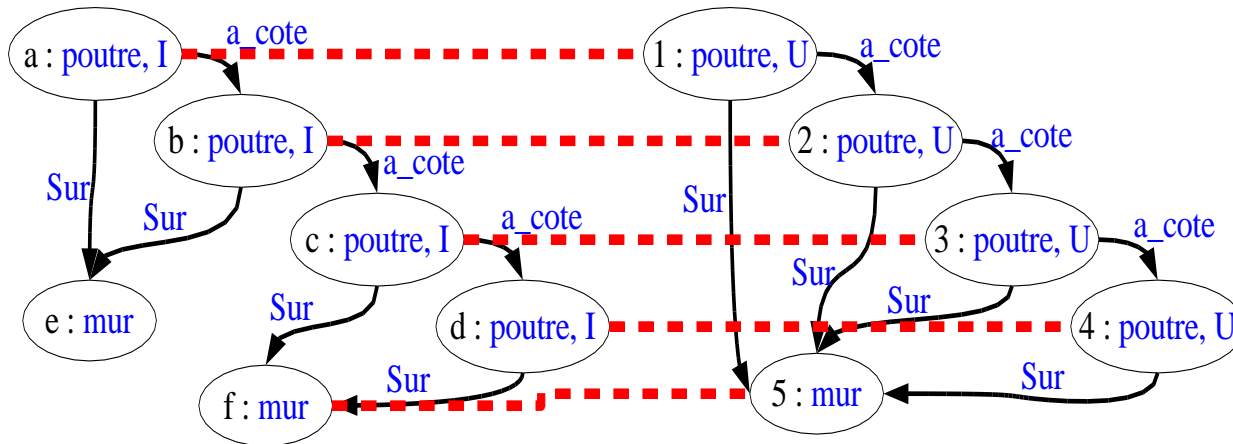 a : poutre, I
a_cote
1 : poutre, U
a_cote
b : poutre, I
a_cote
2 : poutre, U
a_cote
Sur
Sur
Sur
c : poutre, I
a_cote
3 : poutre, U
a_cote
Sur
Sur
Sur
e : mur
d : poutre, I
4 : poutre, U
Sur
Sur
f : mur
5 : mur